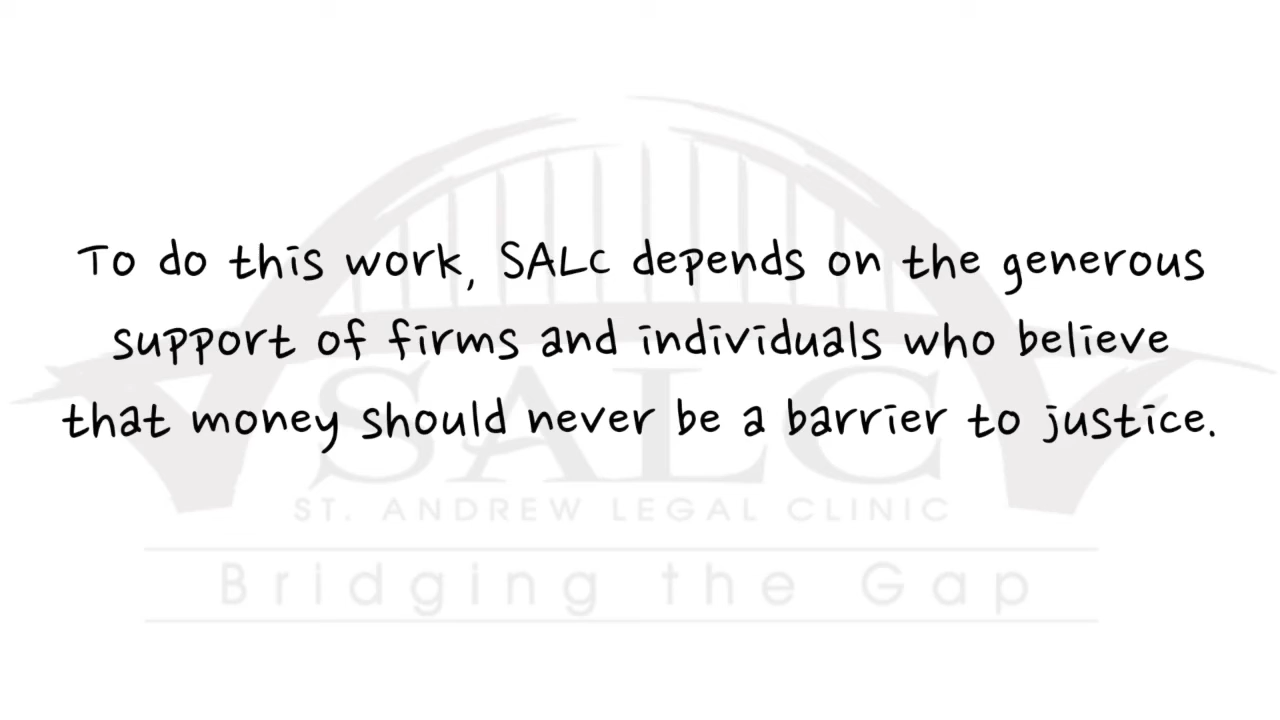 To do this work, SALC depends on the generous
support of firms and individuals who believe
that money should never be a barrier to justice.
SALC
ST. ANDREW LEGAL CLINIC
Bridging the Gap